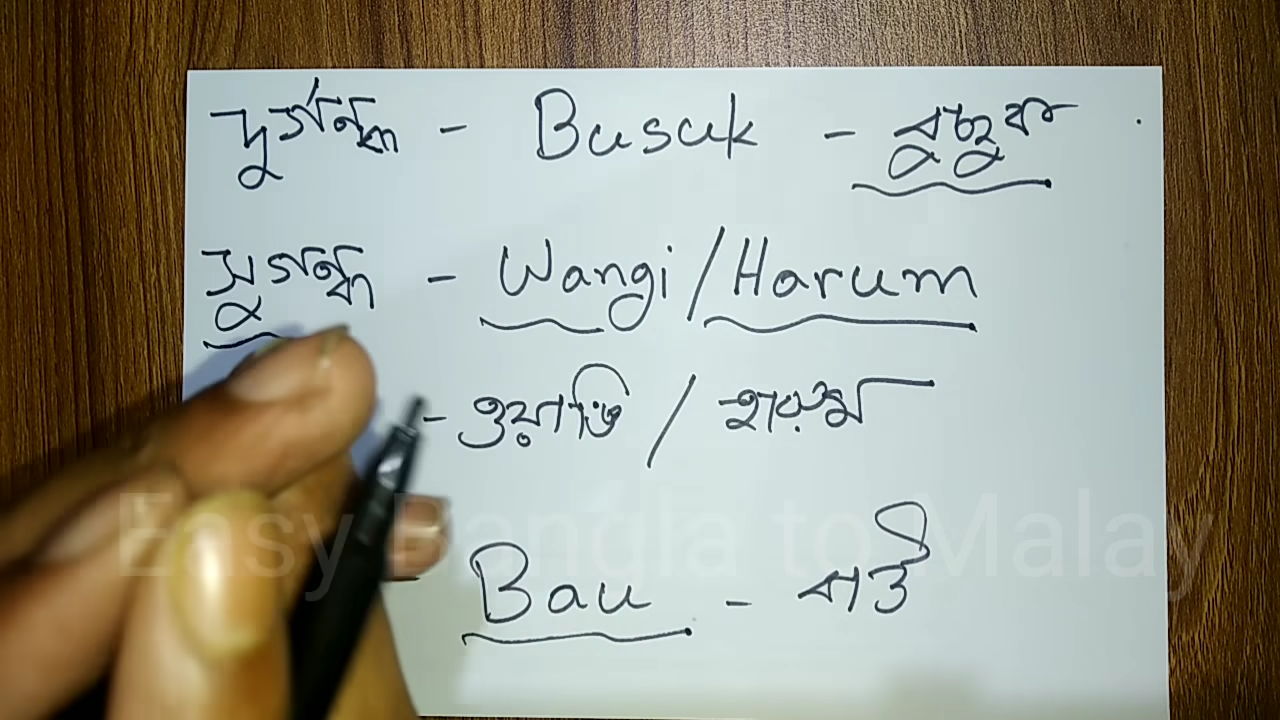 দুর্গন্ধ - Busuk - বুচুক
সুগন্ধ - Wangi / Harum
- ওয়াঙি / হারুম
Easy Bangla to Malay
Bau - বাউ